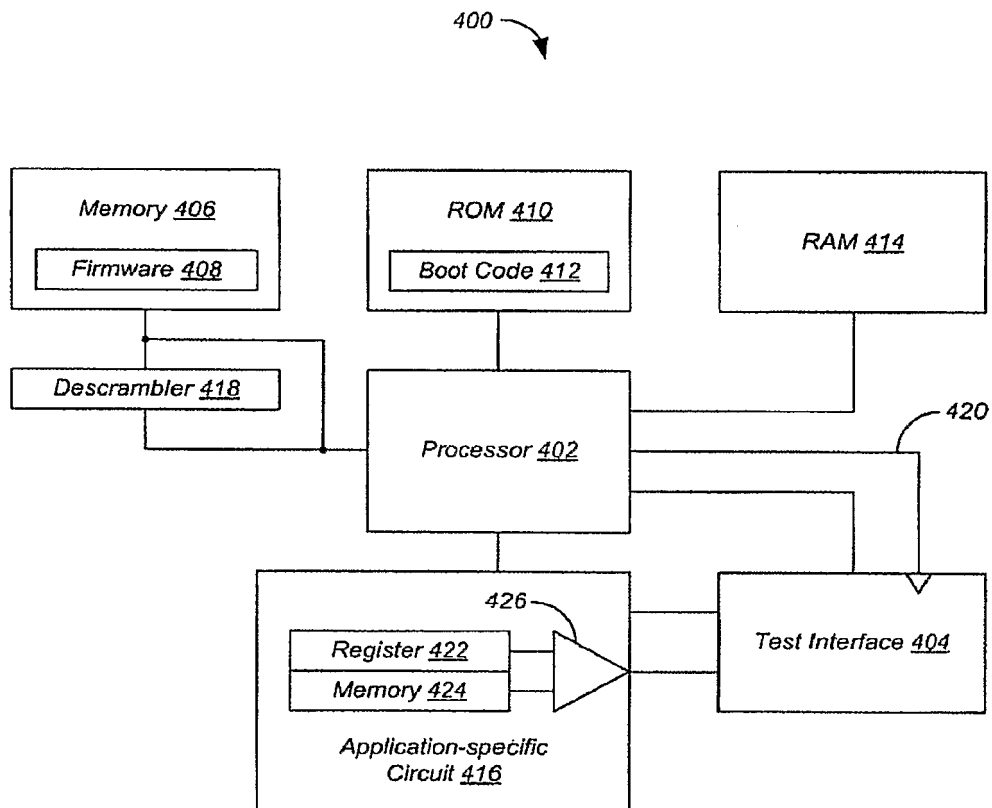 400
Memory 406
Firmware 408
ROM 410
Boot Code 412
RAM 414
Descrambler 418
Processor 402
420
426
Register 422
Memory 424
Test Interface 404
Application-specific
Circuit 416